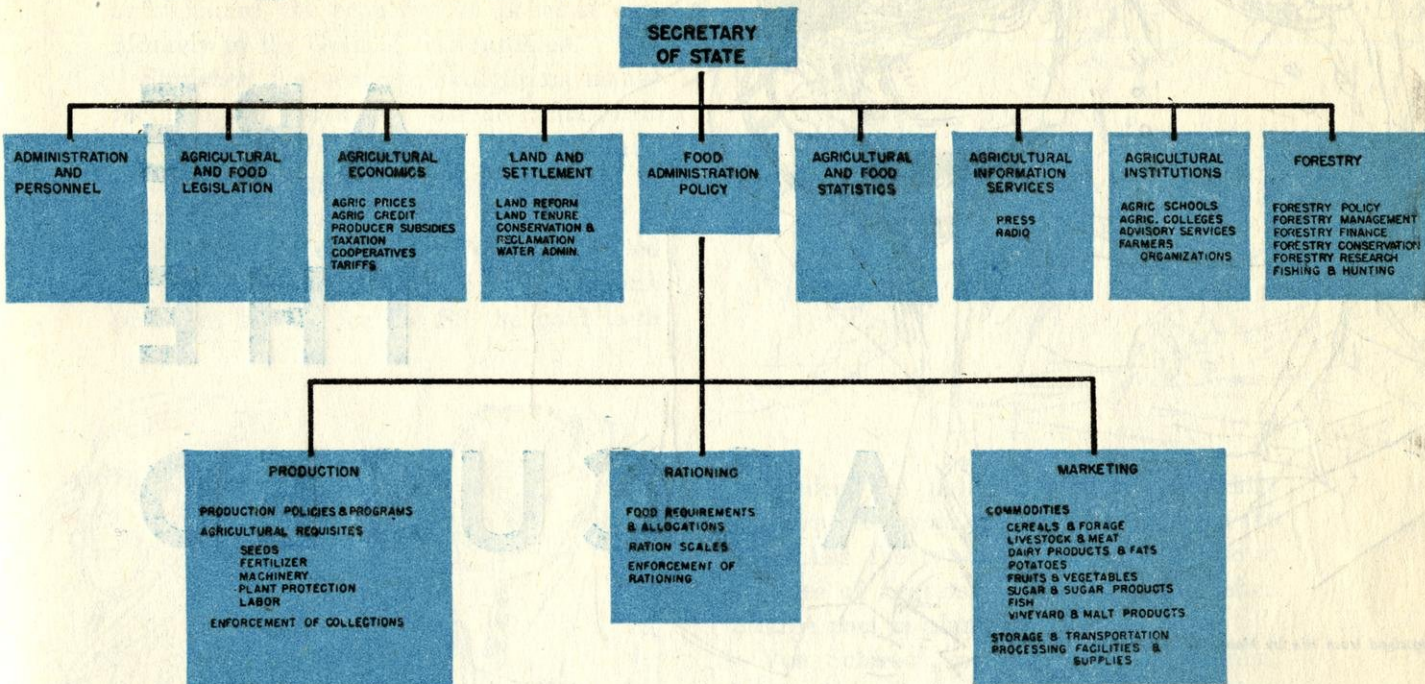 SECRETARY
OF STATE
ADMINISTRATION
AND
PERSONNEL
AGRICULTURAL
AND FOOD
LEGISLATION
AGRICULTURAL
ECONOMICS
AGRIC PRICES
AGRIC CREDIT
PRODUCER SUBSIDIES
TAXATION
COOPERATIVES
TARIFFS
LAND AND
SETTLEMENT
LAND REFORM
LAND TENURE
CONSERVATION &
RECLAMATION
WATER ADMIN.
FOOD
ADMINISTRATION
POLICY
AGRICULTURAL
AND FOOD
STATISTICS
AGRICULTURAL
INFORMATION
SERVICES
PRESS
RADIO
AGRICULTURAL
INSTITUTIONS
AGRIC SCHOOLS
AGRIC. COLLEGES
ADVISORY SERVICES
FARMERS
ORGANIZATIONS
FORESTRY
FORESTRY POLICY
FORESTRY MANAGEMENT
FORESTRY FINANCE
FORESTRY CONSERVATION
FORESTRY RESEARCH
FISHING & HUNTING
PRODUCTION
PRODUCTION POLICIES & PROGRAMS
AGRICULTURAL REQUISITES
SEEDS
FERTILIZER
MACHINERY
PLANT PROTECTION
LABOR
ENFORCEMENT OF COLLECTIONS
RATIONING
FOOD REQUIREMENTS
& ALLOCATIONS
RATION SCALES
ENFORCEMENT OF
RATIONING
MARKETING
COMMODITIES
CEREALS & FORAGE
LIVESTOCK & MEAT
DAIRY PRODUCTS & FATS
POTATOES
FRUITS & VEGETABLES
SUGAR & SUGAR PRODUCTS
FISH
VINEYARD & MALT PRODUCTS
STORAGE & TRANSPORTATION
PROCESSING FACILITIES &
SUPPLIES